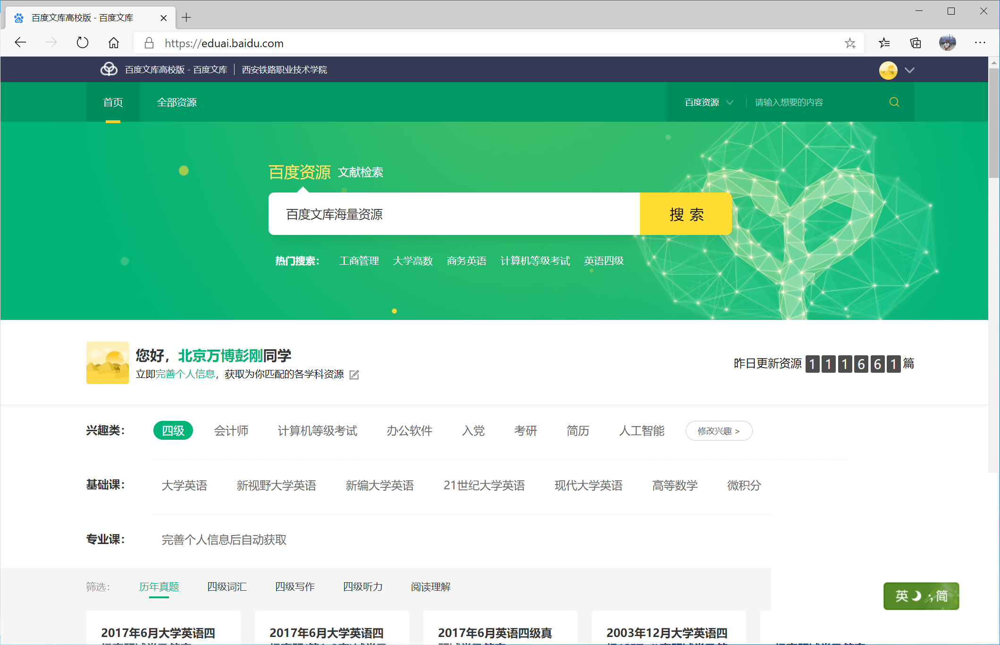 百度文库高校版 - 百度文库
https://eduai.baidu.com
百度文库高校版 - 百度文库 西安铁路职业技术学院
首页 全部资源 百度资源 请输入想要的内容
百度资源 文献检索
百度文库海量资源 搜 索
热门搜索： 工商管理 大学高数 商务英语 计算机等级考试 英语四级
您好，北京万博彭刚同学
立即完善个人信息，获取为你匹配的各学科资源
昨日更新资源 1 1 1 6 6 1 篇
兴趣类： 四级 会计师 计算机等级考试 办公软件 入党 考研 简历 人工智能 修改兴趣 >
基础课： 大学英语 新视野大学英语 新编大学英语 21世纪大学英语 现代大学英语 高等数学 微积分
专业课： 完善个人信息后自动获取
筛选： 历年真题 四级词汇 四级写作 四级听力 阅读理解
英 ·, 简
2017年6月大学英语四 2017年6月大学英语四 2017年6月英语四级真 2003年12月大学英语四